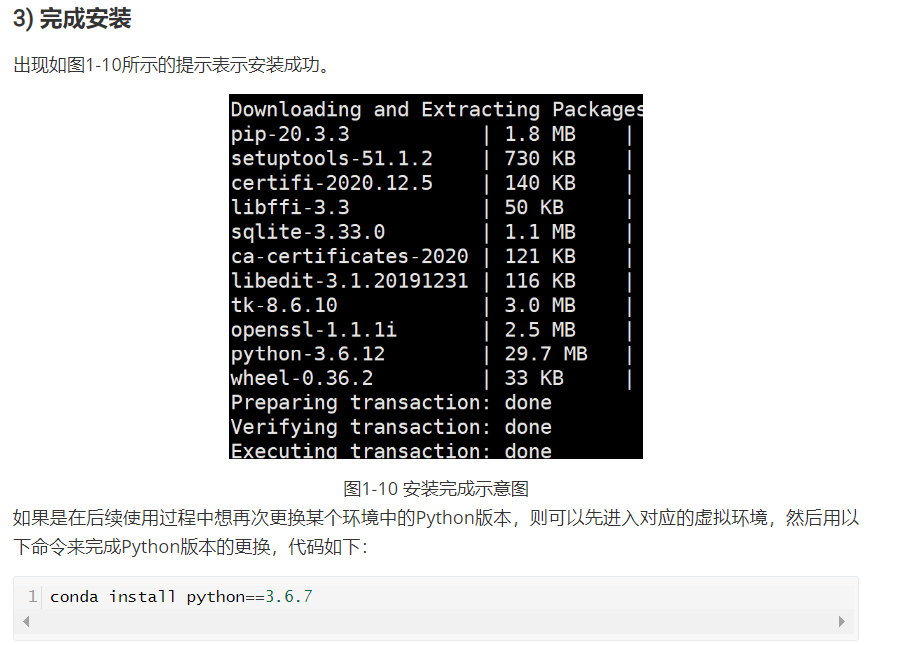 3) 完成安装
出现如图1-10所示的提示表示安装成功。
Downloading and Extracting Packages
pip-20.3.3 | 1.8 MB |
setuptools-51.1.2 | 730 KB |
certifi-2020.12.5 | 140 KB |
libffi-3.3 | 50 KB |
sqlite-3.33.0 | 1.1 MB |
ca-certificates-2020 | 121 KB |
libedit-3.1.20191231 | 116 KB |
tk-8.6.10 | 3.0 MB |
openssl-1.1.1i | 2.5 MB |
python-3.6.12 | 29.7 MB |
wheel-0.36.2 | 33 KB |
Preparing transaction: done
Verifying transaction: done
Executing transaction: done
图1-10 安装完成示意图
如果是在后续使用过程中想再次更换某个环境中的Python版本，则可以先进入对应的虚拟环境，然后用以
下命令来完成Python版本的更换，代码如下：
1 conda install python==3.6.7